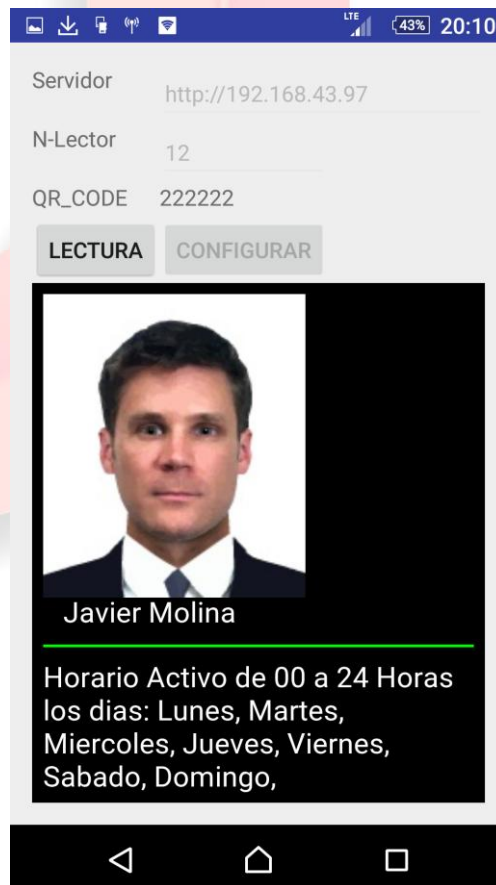 LTE
43% 20:10
Servidor http://192.168.43.97
N-Lector 12
QR_CODE 222222
LECTURA CONFIGURAR
Javier Molina
Horario Activo de 00 a 24 Horas
los dias: Lunes, Martes,
Miercoles, Jueves, Viernes,
Sabado, Domingo,